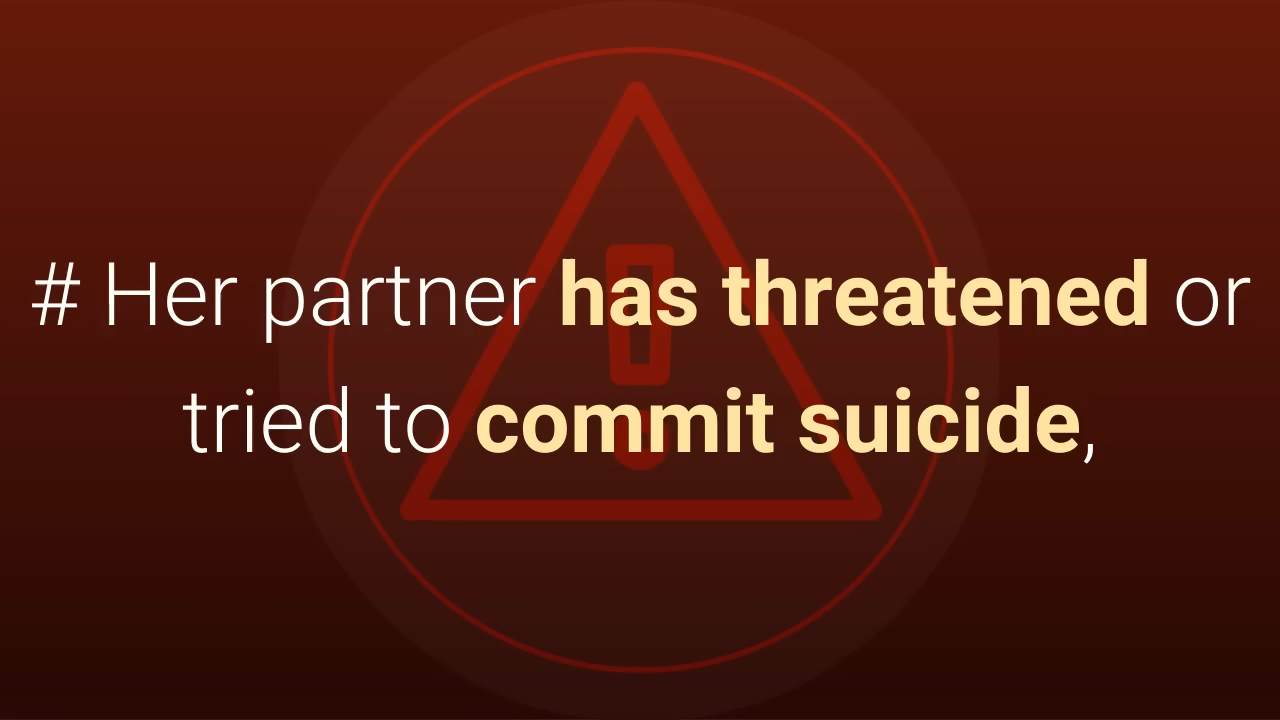 # Her partner has threatened or
tried to commit suicide,